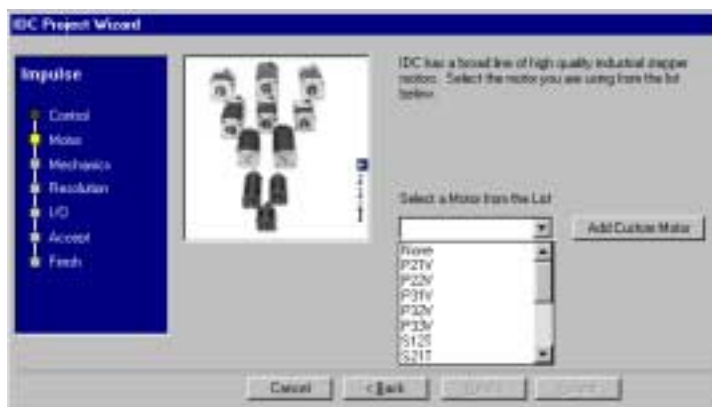 IDC Project Wizard
Impulse
Control
Motor
Mechanics
Resolution
I/O
Accept
Finish
IDC has a broad line of high quality industrial stepper
motors. Select the motor you are using from the list
below.
Select a Motor from the List
Add Custom Motor
None
P21V
P22V
P31V
P32V
P33V
S12T
S21T
Cancel
< Back